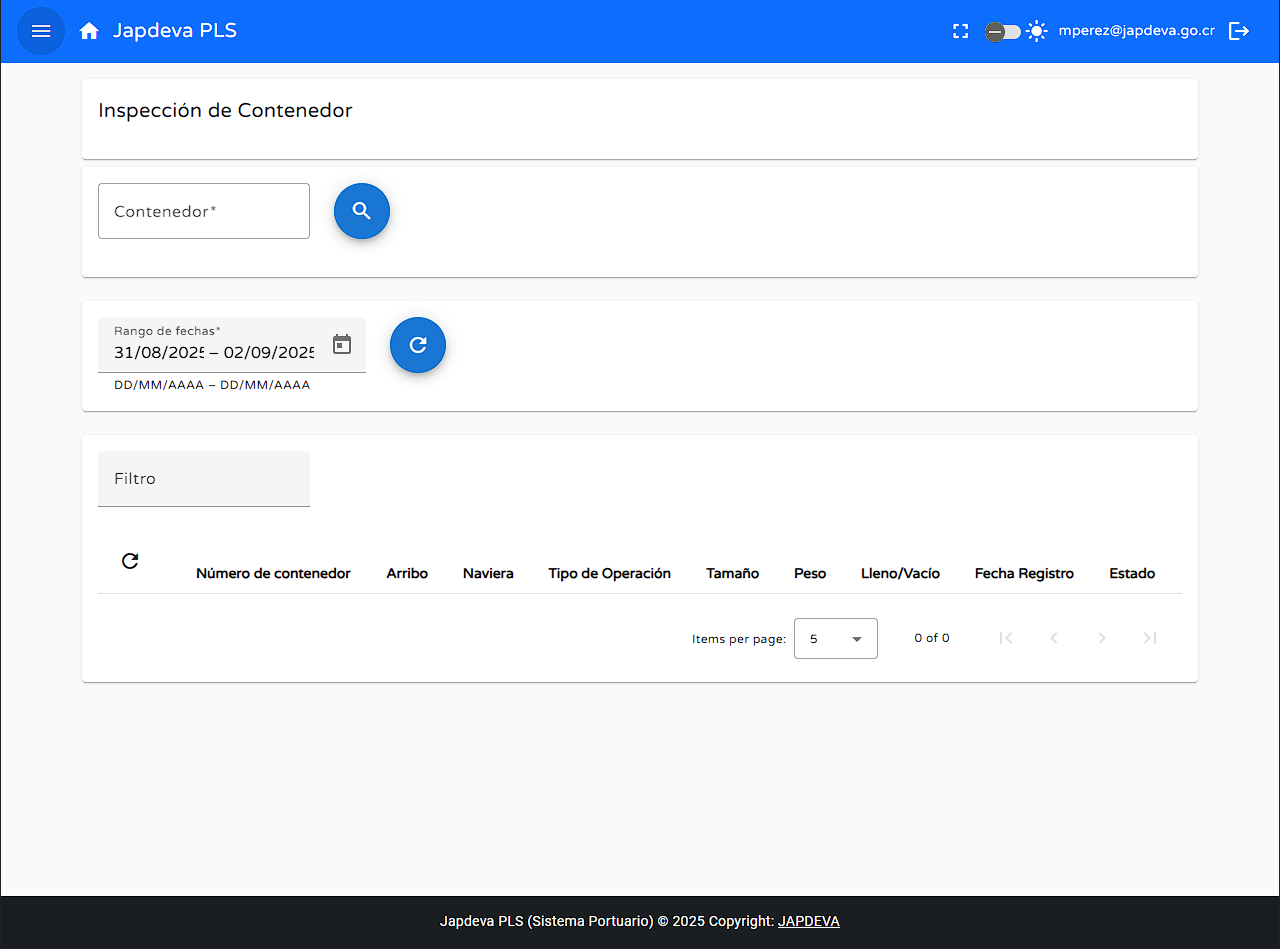 Japdeva PLS
mperez@japdeva.go.cr
Inspección de Contenedor
Contenedor*
Rango de fechas*
31/08/2025 – 02/09/2025
DD/MM/AAAA – DD/MM/AAAA
Filtro
Número de contenedor Arribo Naviera Tipo de Operación Tamaño Peso Lleno/Vacío Fecha Registro Estado
Items per page: 5 0 of 0
Japdeva PLS (Sistema Portuario) © 2025 Copyright: JAPDEVA